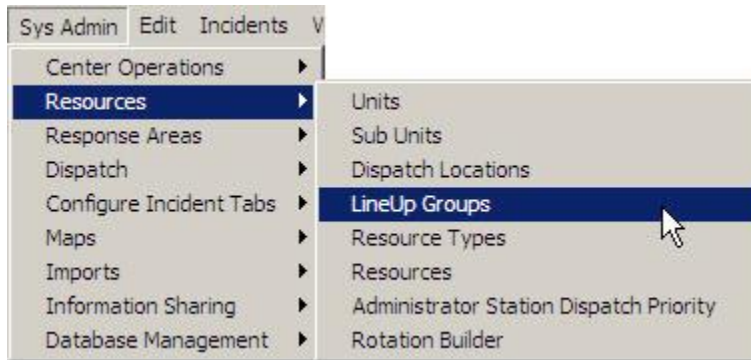 Sys Admin Edit Incidents
Center Operations
Resources Units
Response Areas Sub Units
Dispatch Dispatch Locations
Configure Incident Tabs LineUp Groups
Maps Resource Types
Imports Resources
Information Sharing Administrator Station Dispatch Priority
Database Management Rotation Builder